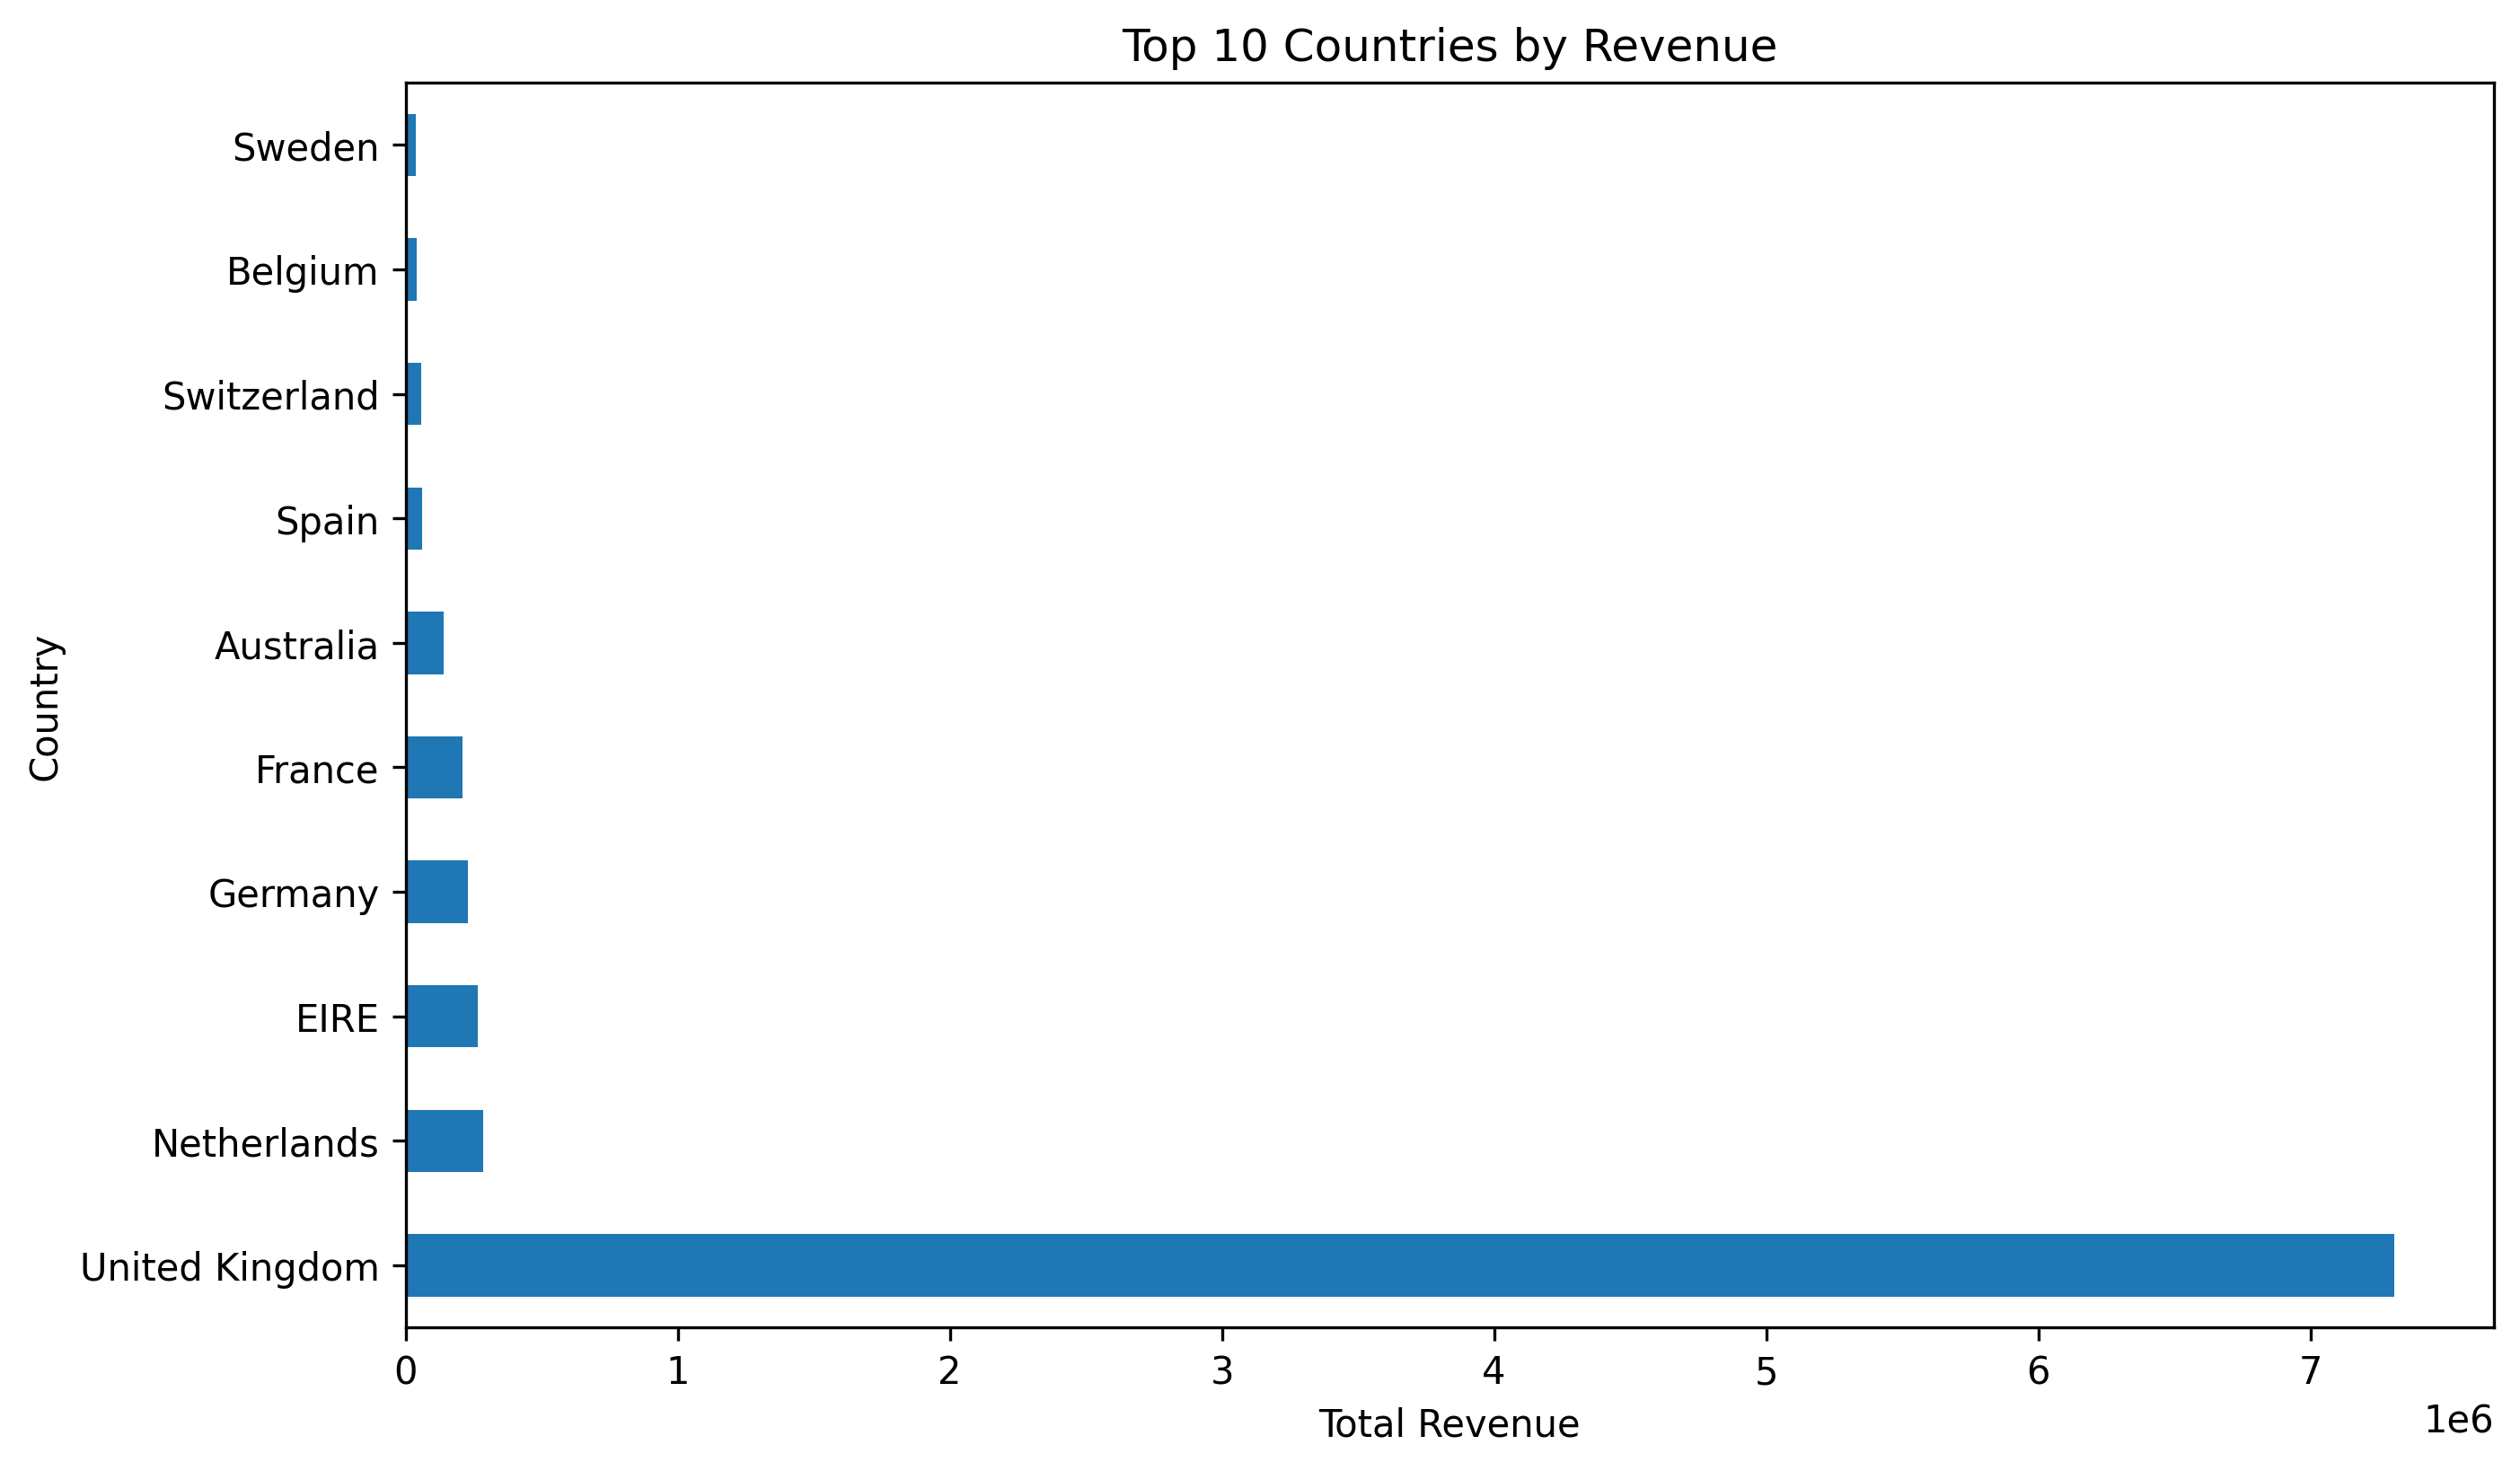 Top 10 Countries by Revenue
Country
Sweden
Belgium
Switzerland
Spain
Australia
France
Germany
EIRE
Netherlands
United Kingdom
0 1 2 3 4 5 6 7
1e6
Total Revenue